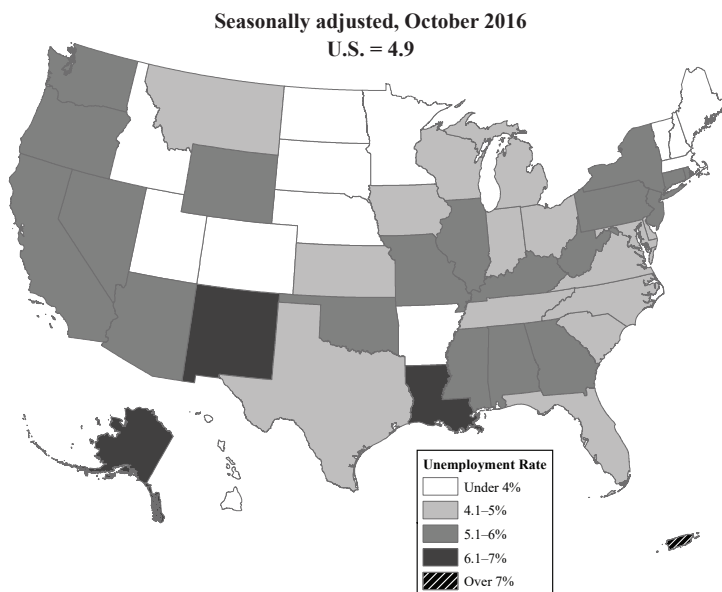 Seasonally adjusted, October 2016
U.S. = 4.9
Unemployment Rate
Under 4%
4.1–5%
5.1–6%
6.1–7%
Over 7%